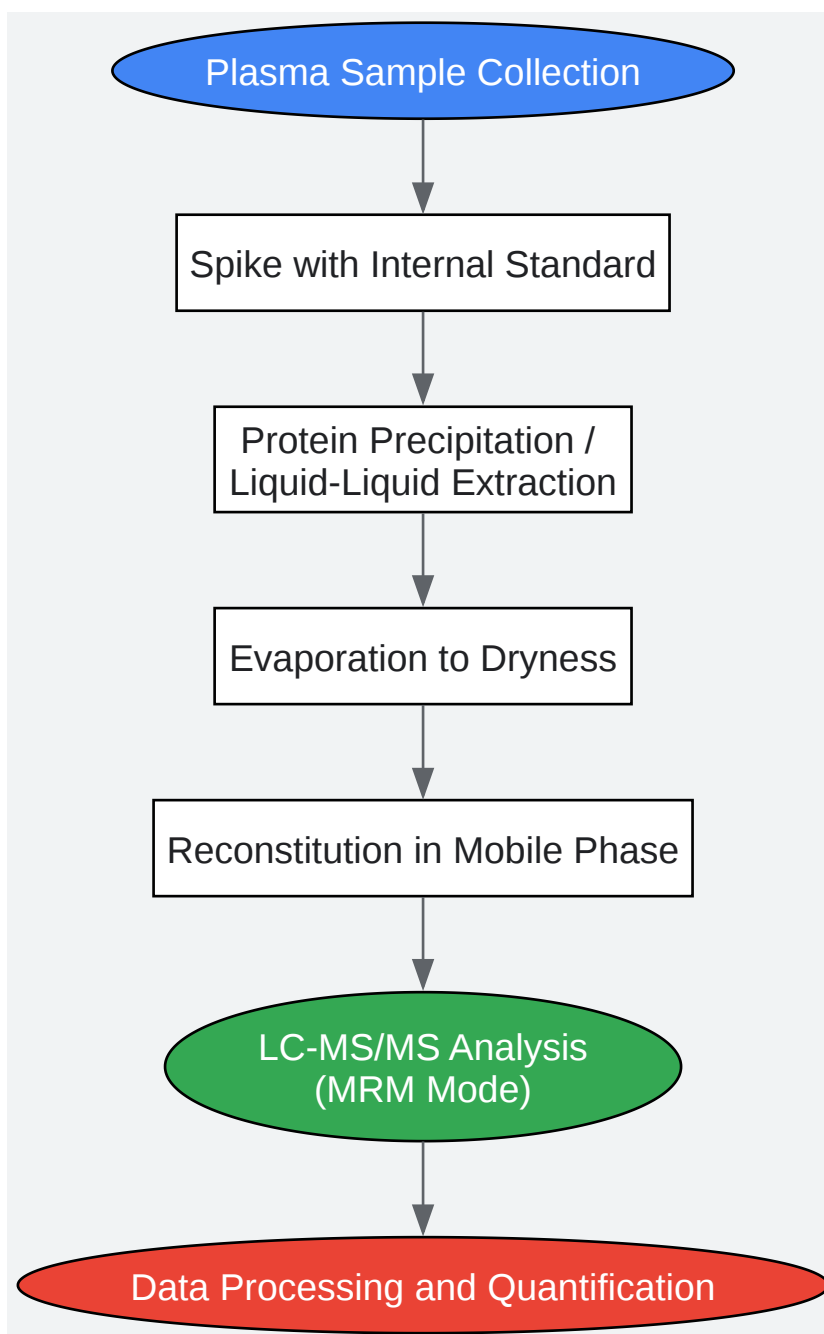 Plasma Sample Collection
Spike with Internal Standard
Protein Precipitation /
Liquid-Liquid Extraction
Evaporation to Dryness
Reconstitution in Mobile Phase
LC-MS/MS Analysis
(MRM Mode)
Data Processing and Quantification